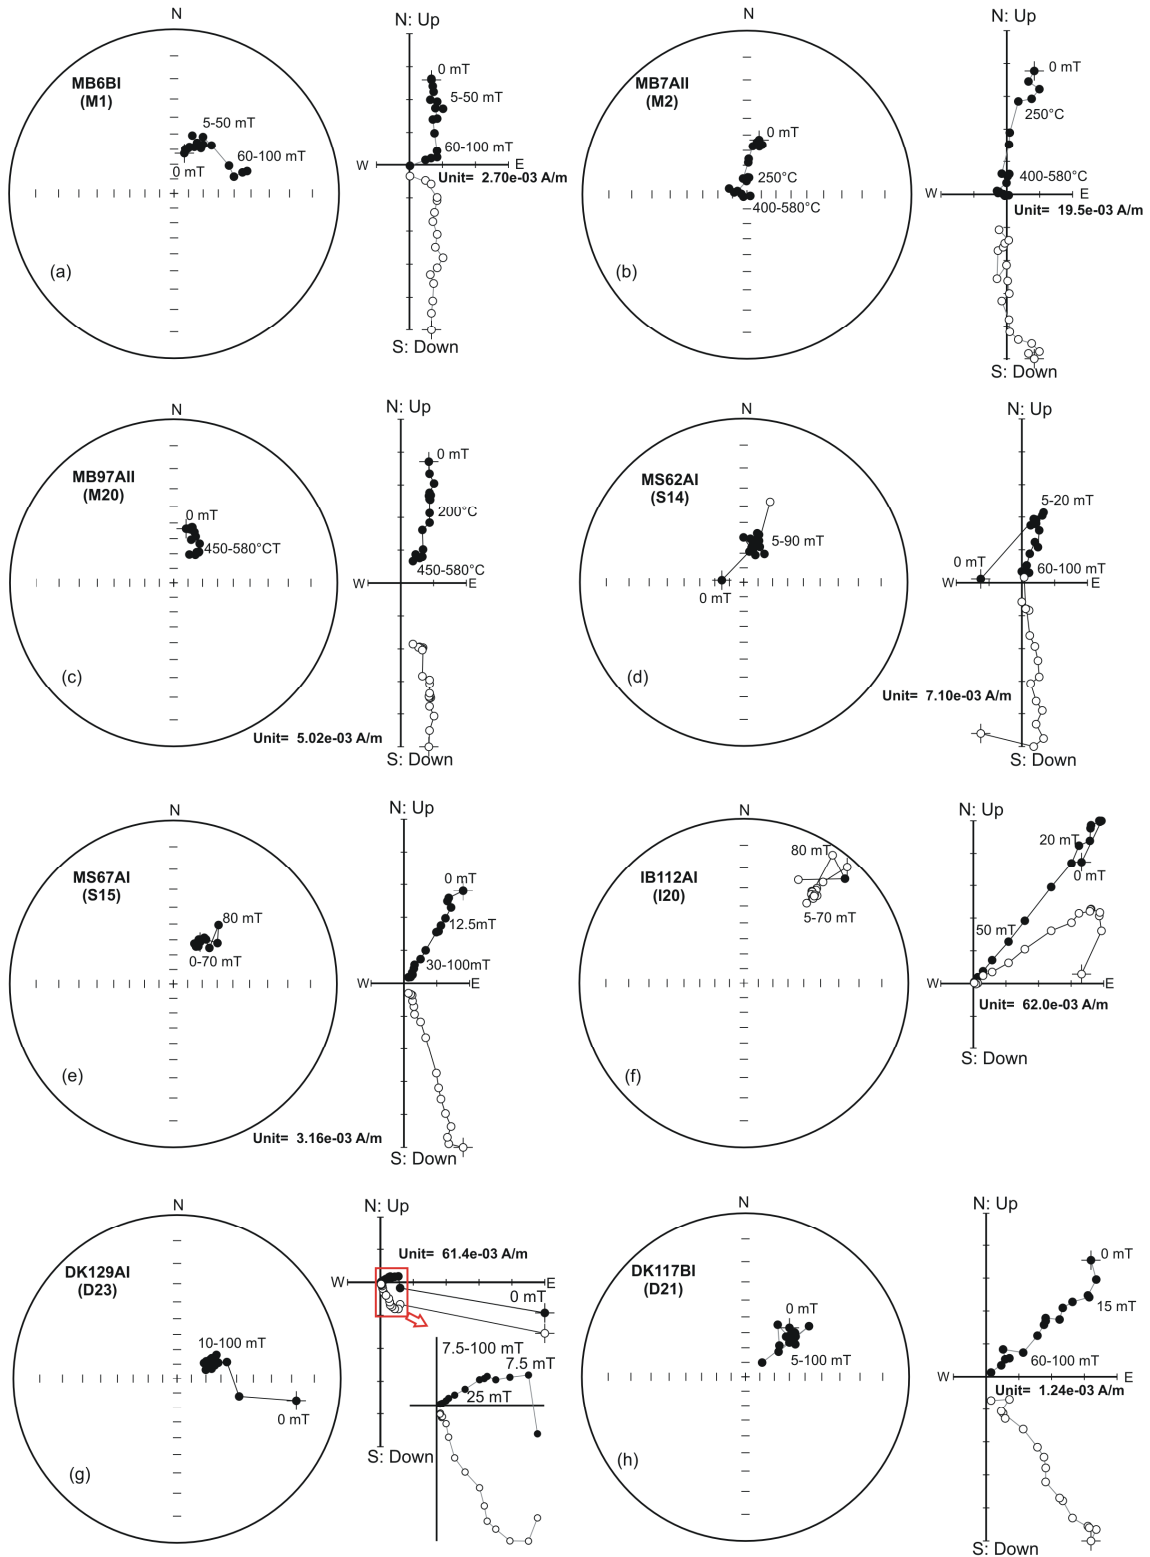 N
N: Up
MB6BI
(M1)
0 mT
5-50 mT
5-50 mT
60-100 mT
60-100 mT
0 mT
W
E
Unit= 2.70e-03 A/m
(a)
S: Down
N
N: Up
MB7AII
(M2)
0 mT
0 mT
250°C
250°C
400-580°C
400-580°C
W
E
Unit= 19.5e-03 A/m
(b)
S: Down
N
N: Up
MB97AII
(M20)
0 mT
0 mT
200°C
450-580°CT
450-580°C
W
E
(c)
Unit= 5.02e-03 A/m
S: Down
N
N: Up
MS62AI
(S14)
5-20 mT
5-90 mT
0 mT
60-100 mT
0 mT
W
E
(d)
Unit= 7.10e-03 A/m
S: Down
N
N: Up
MS67AI
(S15)
0 mT
80 mT
12.5mT
0-70 mT
30-100mT
W
E
(e)
Unit= 3.16e-03 A/m
S: Down
N
N: Up
IB112AI
(I20)
80 mT
20 mT
0 mT
5-70 mT
50 mT
W
E
Unit= 62.0e-03 A/m
(f)
S: Down
N
N: Up
DK129AI
(D23)
Unit= 61.4e-03 A/m
W
E
0 mT
10-100 mT
7.5-100 mT
7.5 mT
25 mT
0 mT
S: Down
(g)
N
N: Up
DK117BI
(D21)
0 mT
0 mT
15 mT
5-100 mT
60-100 mT
W
E
Unit= 1.24e-03 A/m
(h)
S: Down